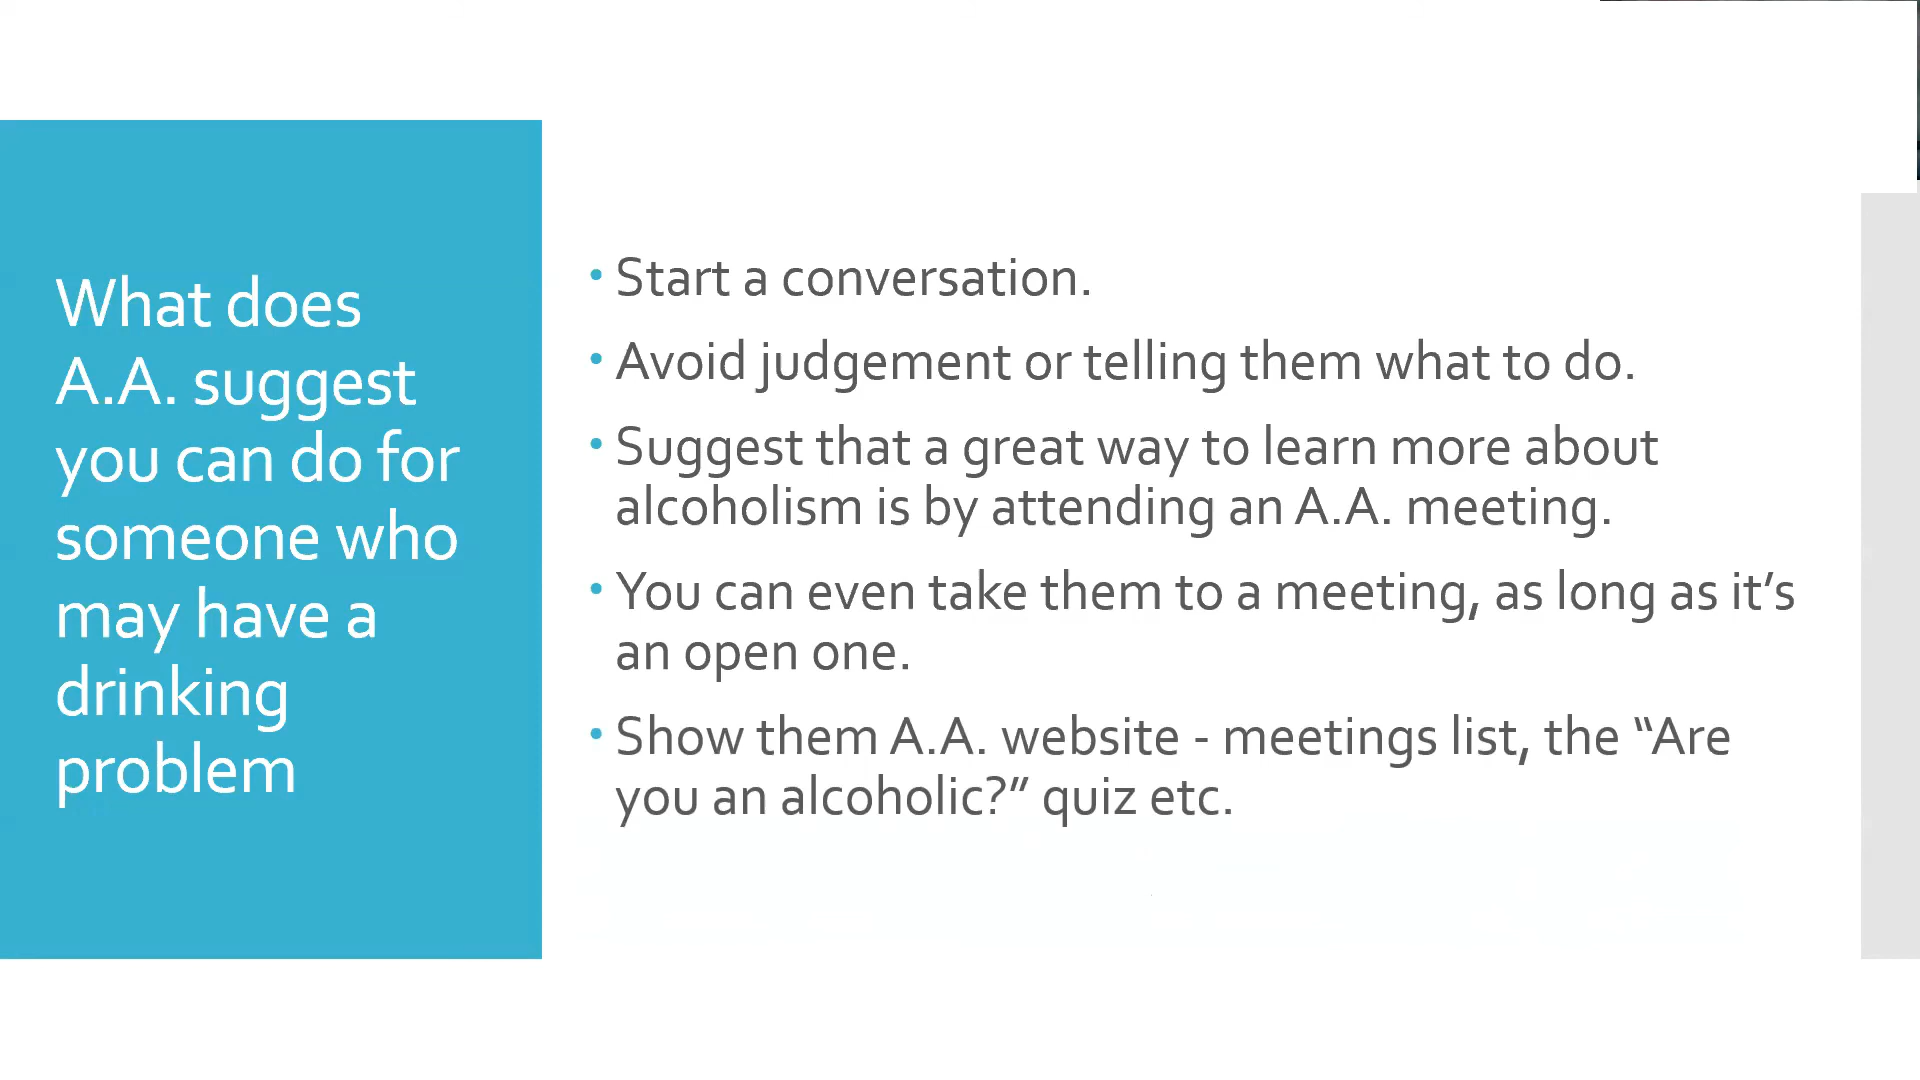 What does
A.A. suggest
you can do for
someone who
may have a
drinking
problem
• Start a conversation.
• Avoid judgement or telling them what to do.
• Suggest that a great way to learn more about
alcoholism is by attending an A.A. meeting.
• You can even take them to a meeting, as long as it’s
an open one.
• Show them A.A. website - meetings list, the “Are
you an alcoholic?” quiz etc.